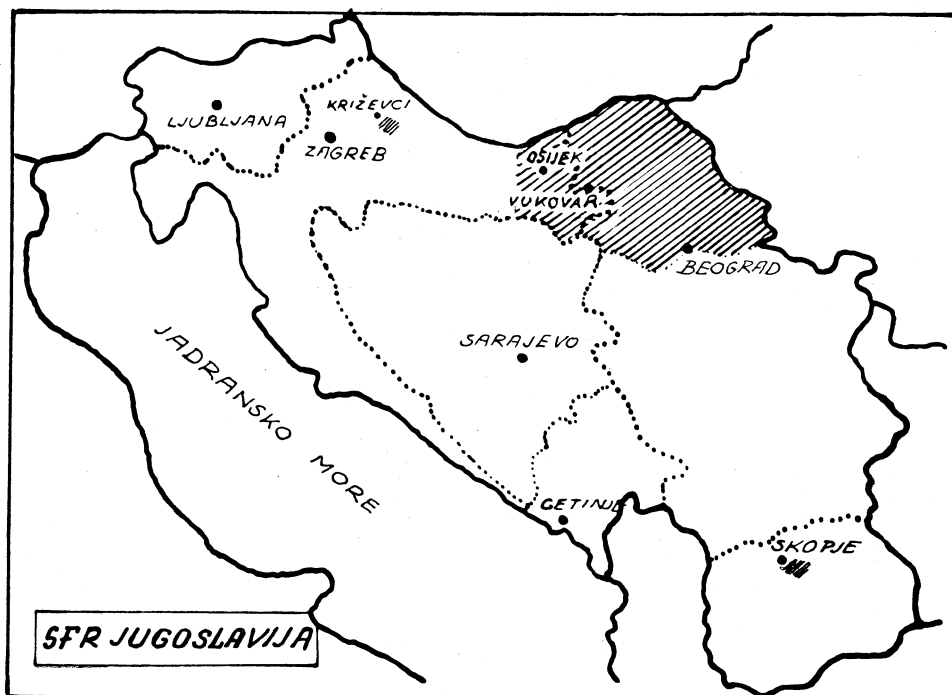 LJUBLJANA
KRIŽEVCI
ZAGREB
OSIJEK
VUKOVAR
BEOGRAD
SARAJEVO
JADRANSKO MORE
CETINJE
SKOPJE
SFR JUGOSLAVIJA